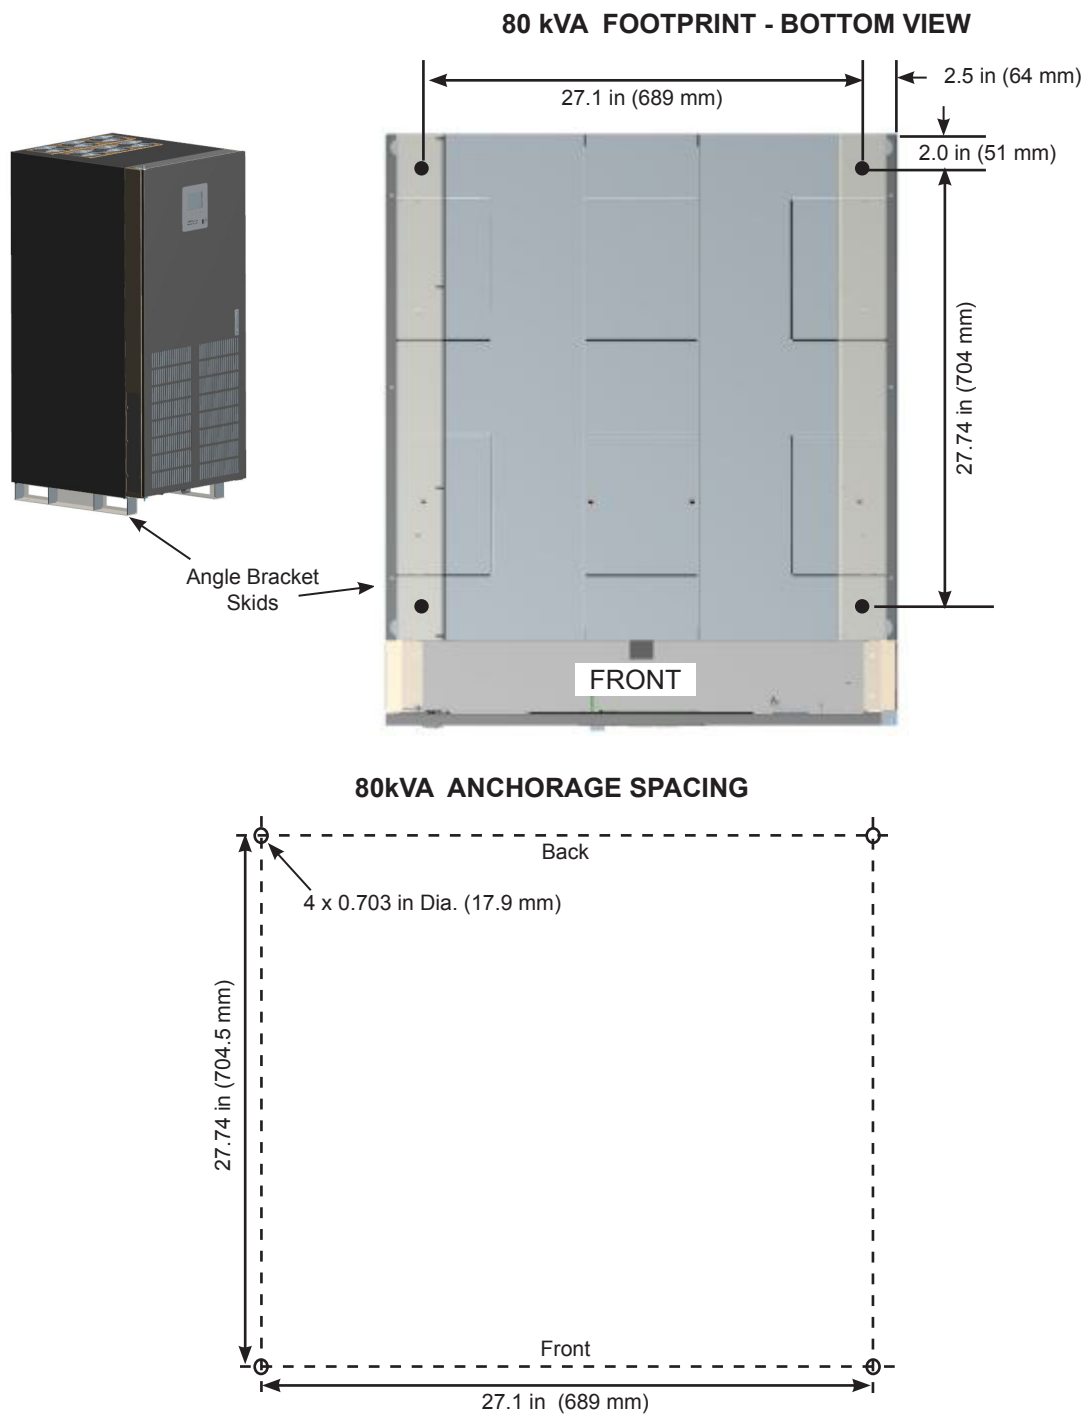 80 kVA  FOOTPRINT - BOTTOM VIEW
2.5 in (64 mm)
27.1 in (689 mm)
2.0 in (51 mm)
27.74 in (704 mm)
Angle Bracket
Skids
FRONT
80kVA  ANCHORAGE SPACING
Back
4 x 0.703 in Dia. (17.9 mm)
27.74 in (704.5 mm)
Front
27.1 in  (689 mm)